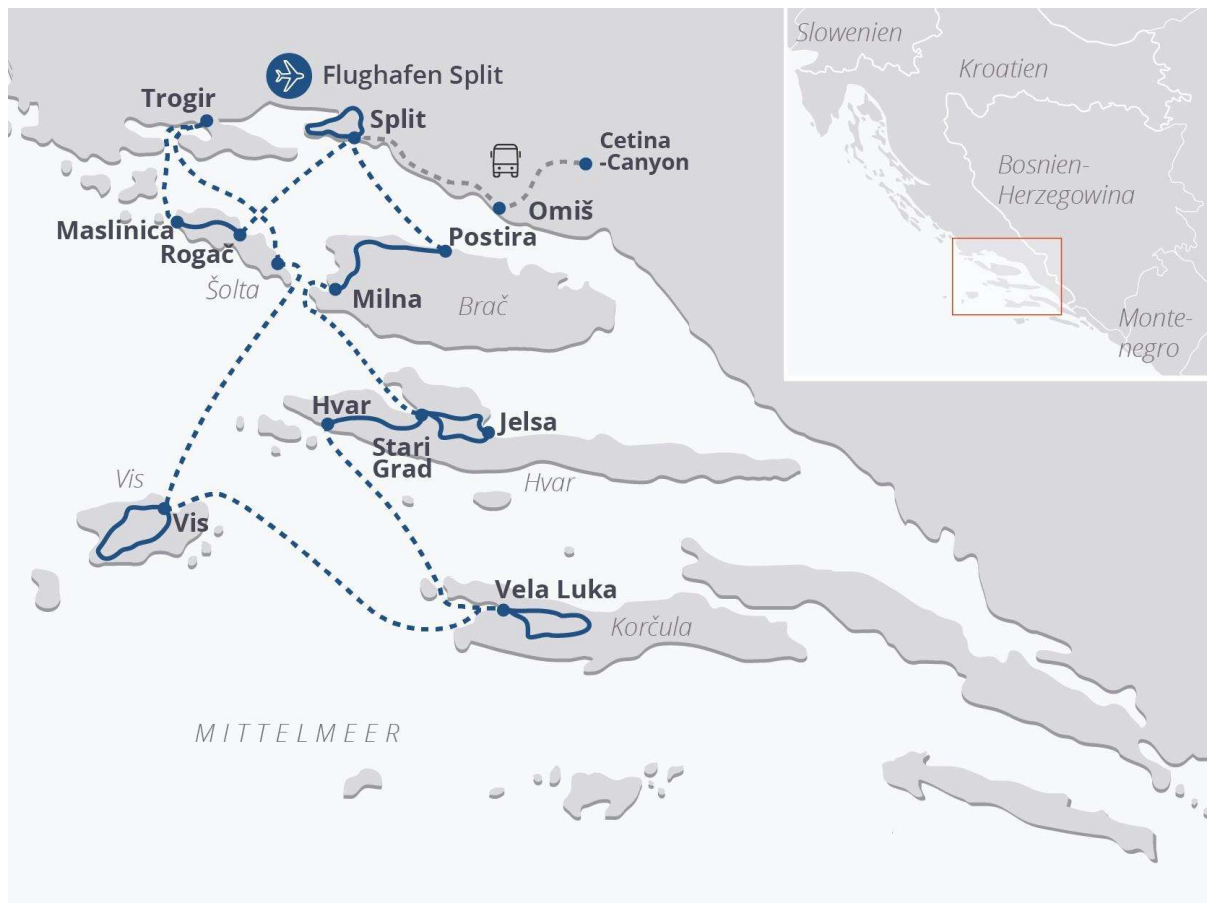 Slowenien
Kroatien
Bosnien-
Herzegowina
Monte-
negro
Flughafen Split
Trogir
Split
Cetina
-Canyon
Omiš
Maslinica
Rogač
Šolta
Postira
Milna
Brač
Hvar
Stari
Grad
Jelsa
Hvar
Vis
Vis
Vela Luka
Korčula
MITTELMEER